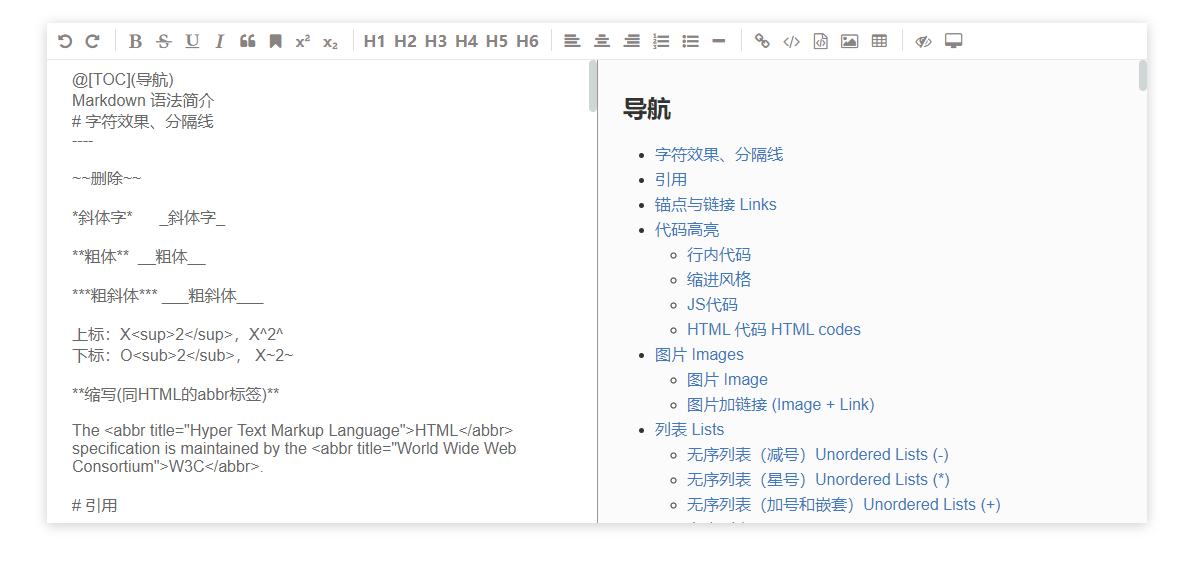 B S U I x² x₂ H1 H2 H3 H4 H5 H6
@[TOC](导航)
Markdown 语法简介
# 字符效果、分隔线
----
~~删除~~
*斜体字* _斜体字_
**粗体** __粗体__
***粗斜体*** ___粗斜体___
上标：X<sup>2</sup>，X^2^
下标：O<sub>2</sub>， X~2~
**缩写(同HTML的abbr标签)**
The <abbr title="Hyper Text Markup Language">HTML</abbr>
specification is maintained by the <abbr title="World Wide Web
Consortium">W3C</abbr>.
# 引用
导航
字符效果、分隔线
引用
锚点与链接 Links
代码高亮
行内代码
缩进风格
JS代码
HTML 代码 HTML codes
图片 Images
图片 Image
图片加链接 (Image + Link)
列表 Lists
无序列表（减号）Unordered Lists (-)
无序列表（星号）Unordered Lists (*)
无序列表（加号和嵌套）Unordered Lists (+)